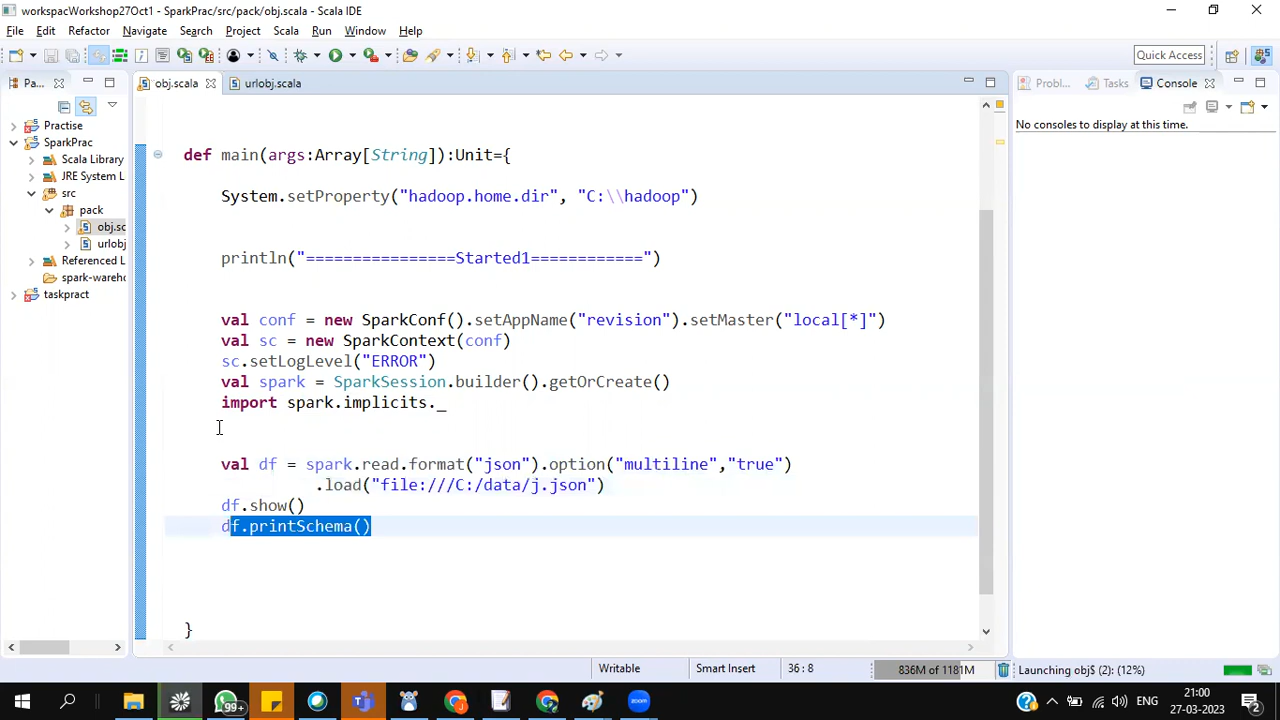 workspacWorkshop27Oct1 - SparkPrac/src/pack/obj.scala - Scala IDE
File Edit Refactor Navigate Search Project Scala Run Window Help
Quick Access
Pa...
obj.scala
urlobj.scala
Probl...
Tasks
Console
No consoles to display at this time.
Practise
SparkPrac
Scala Library
JRE System L
src
pack
obj.sc
urlobj
Referenced L
spark-wareho
taskpract
def main(args:Array[String]):Unit={
System.setProperty("hadoop.home.dir", "C:\\hadoop")
println("================Started1============")
val conf = new SparkConf().setAppName("revision").setMaster("local[*]")
val sc = new SparkContext(conf)
sc.setLogLevel("ERROR")
val spark = SparkSession.builder().getOrCreate()
import spark.implicits._
val df = spark.read.format("json").option("multiline","true")
.load("file:///C:/data/j.json")
df.show()
df.printSchema()
}
Writable
Smart Insert
36 : 8
836M of 1181M
Launching obj$ (2): (12%)
99+
ENG
21:00
27-03-2023
2